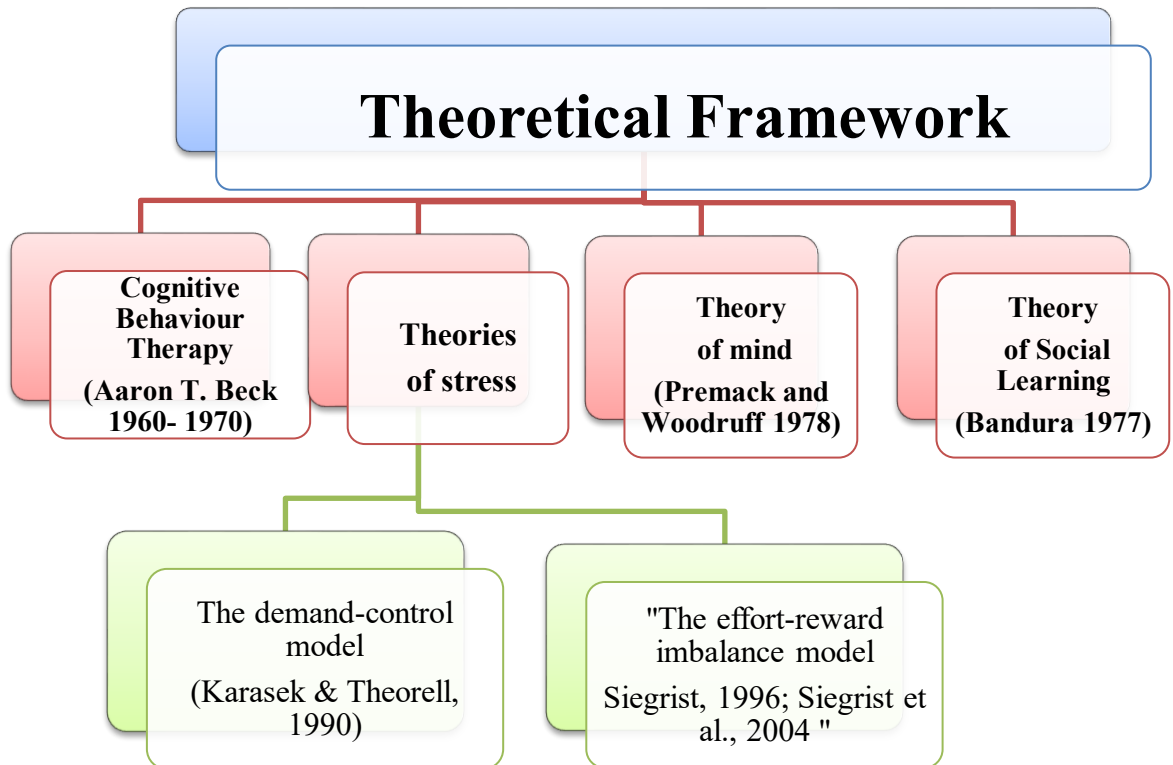 Theoretical Framework
Cognitive
Behaviour
Therapy
(Aaron T. Beck
1960- 1970)
Theories
of stress
Theory
of mind
(Premack and
Woodruff 1978)
Theory
of Social
Learning
(Bandura 1977)
The demand-control
model
(Karasek & Theorell,
1990)
"The effort-reward
imbalance model
Siegrist, 1996; Siegrist et
al., 2004 "